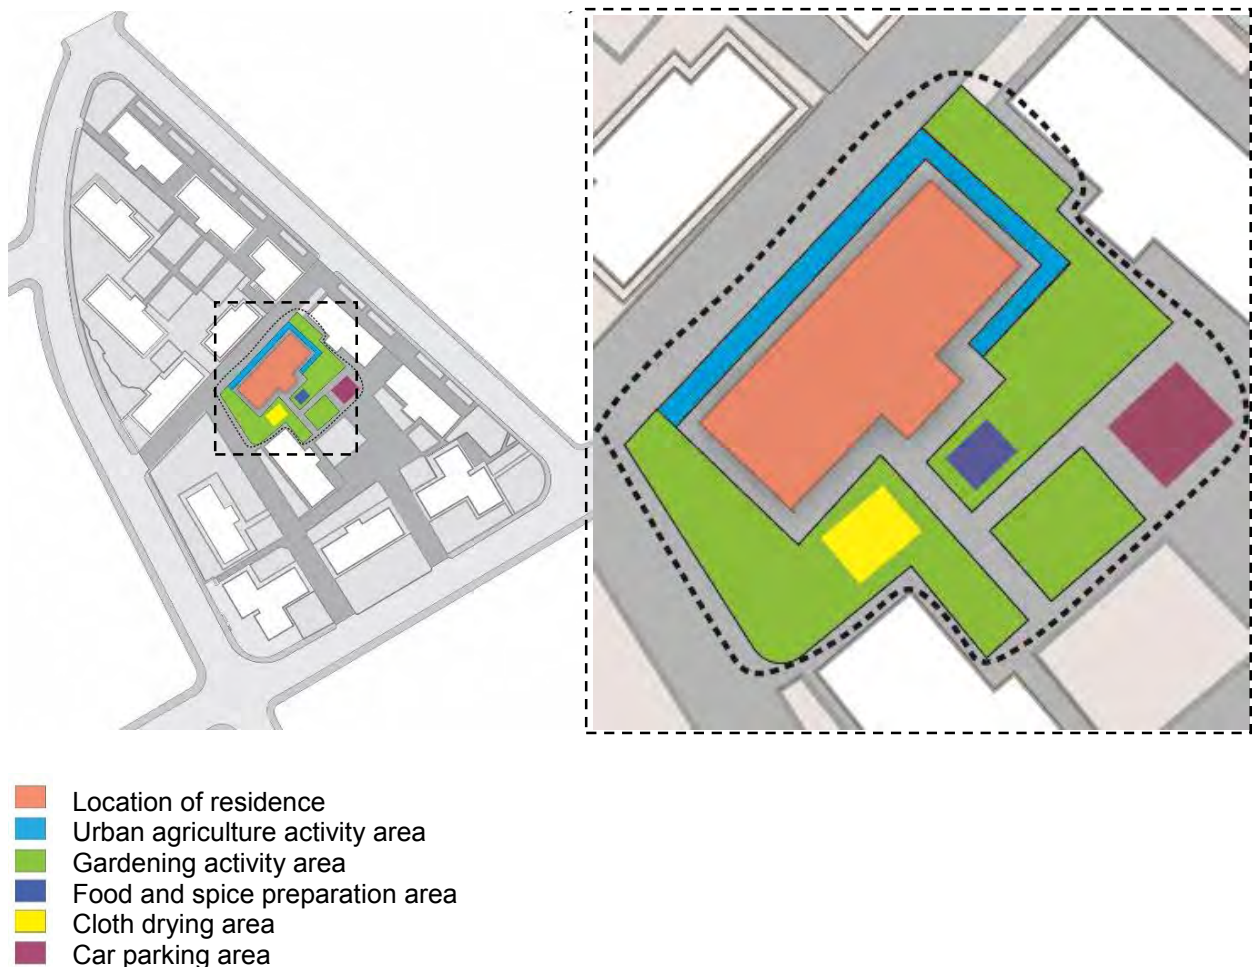 Location of residence
Urban agriculture activity area
Gardening activity area
Food and spice preparation area
Cloth drying area
Car parking area